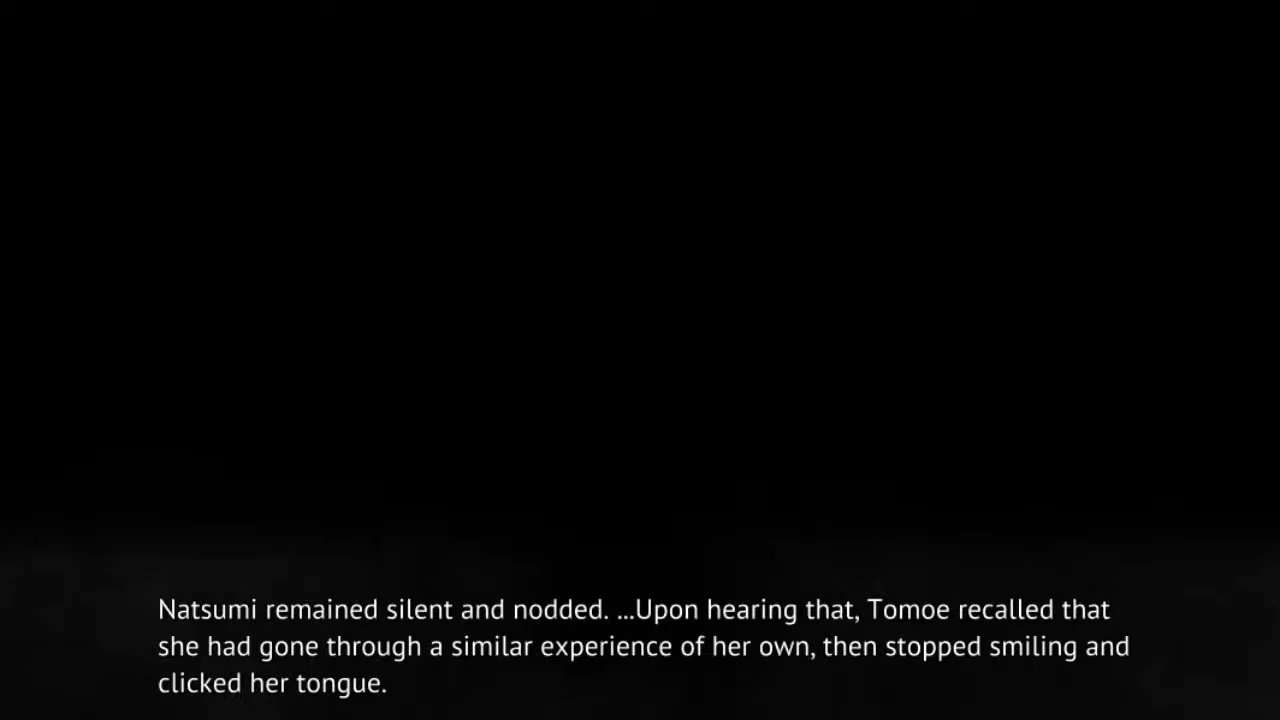 Natsumi remained silent and nodded. ...Upon hearing that, Tomoe recalled that
she had gone through a similar experience of her own, then stopped smiling and
clicked her tongue.